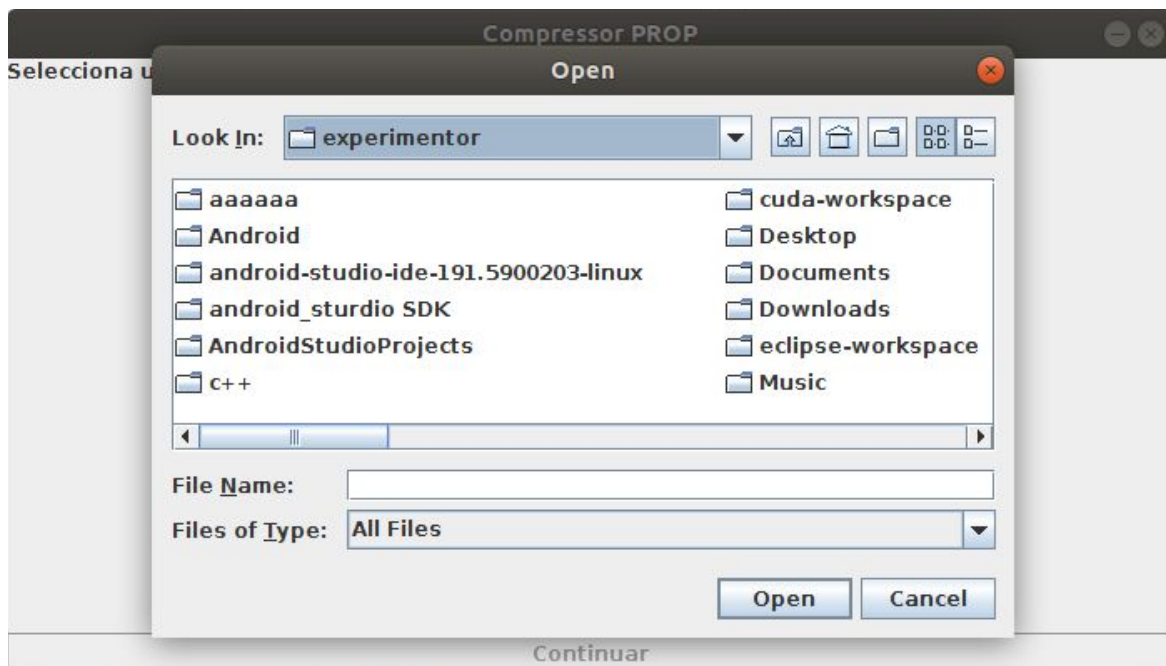 Compressor PROP
Selecciona u
Open
Look In: experimentor
aaaaaa
Android
android-studio-ide-191.5900203-linux
android_sturdio SDK
AndroidStudioProjects
c++
cuda-workspace
Desktop
Documents
Downloads
eclipse-workspace
Music
File Name:
Files of Type: All Files
Open Cancel
Continuar